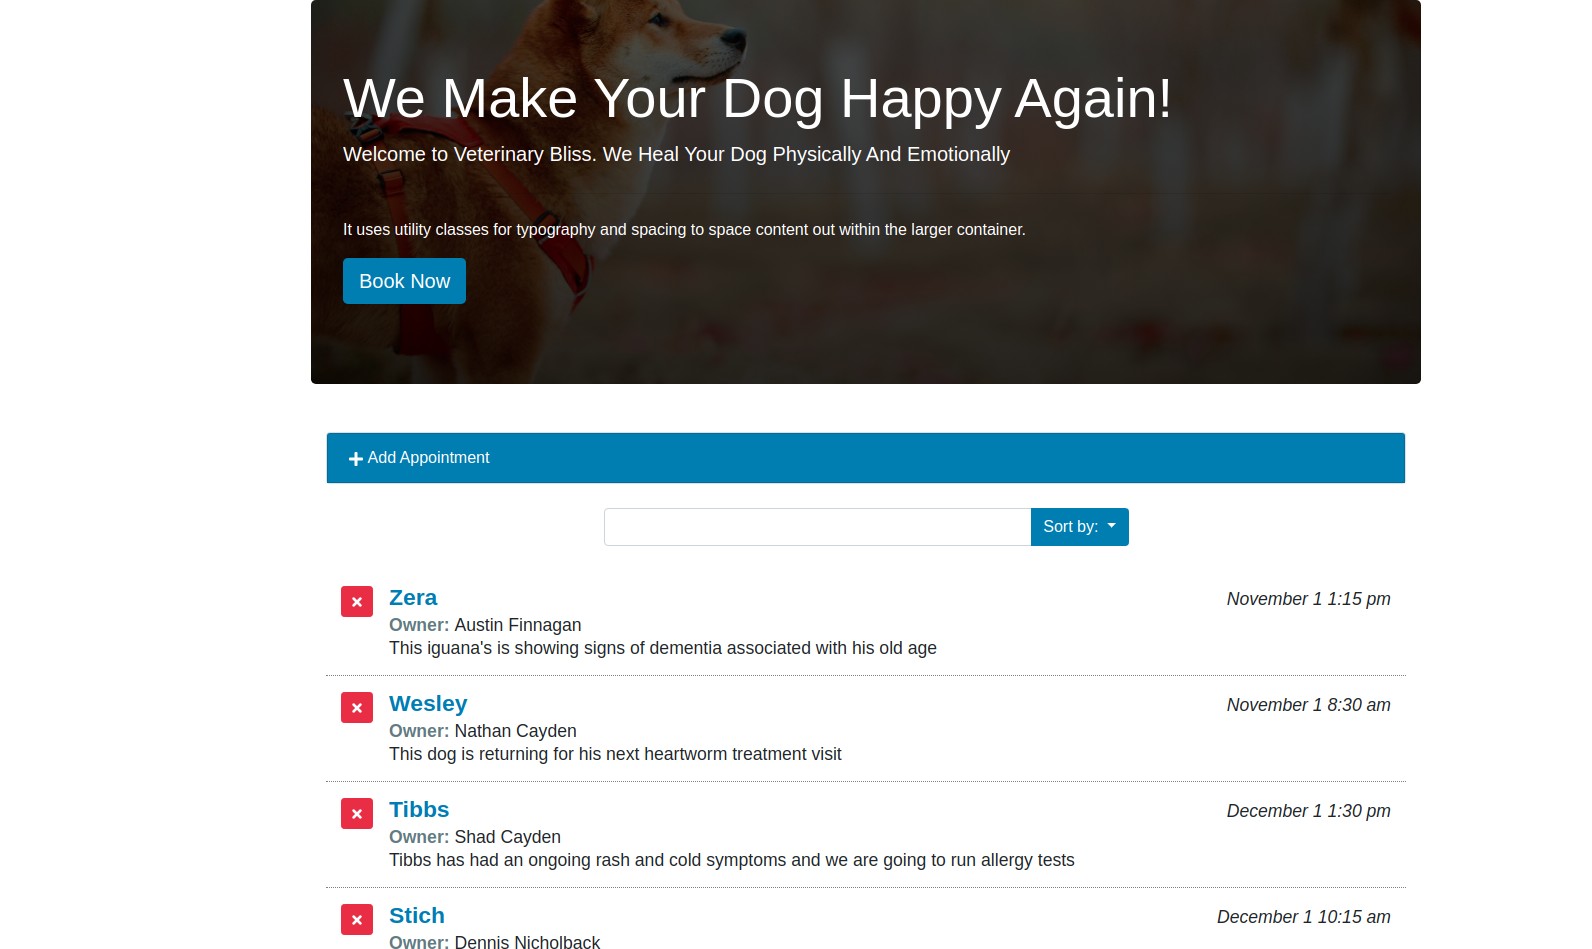 We Make Your Dog Happy Again!
Welcome to Veterinary Bliss. We Heal Your Dog Physically And Emotionally
It uses utility classes for typography and spacing to space content out within the larger container.
Book Now
Add Appointment
Sort by:
Zera
November 1 1:15 pm
Owner: Austin Finnagan
This iguana's is showing signs of dementia associated with his old age
Wesley
November 1 8:30 am
Owner: Nathan Cayden
This dog is returning for his next heartworm treatment visit
Tibbs
December 1 1:30 pm
Owner: Shad Cayden
Tibbs has had an ongoing rash and cold symptoms and we are going to run allergy tests
Stich
December 1 10:15 am
Owner: Dennis Nicholback